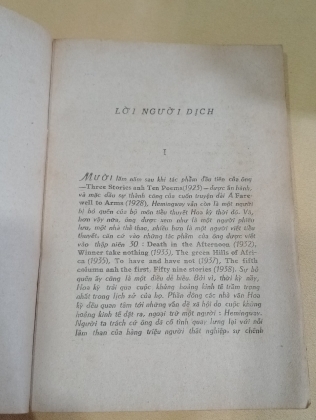 LỜI NGƯỜI DỊCH
I
MƯỜI lăm năm sau khi tác phẩm đầu tiên của ông
—Three Stories anh Ten Poems (1923) — được ấn hành,
và mặc dầu sự thành công của cuốn truyện dài A Fare-
well to Arms (1928), Hemingway vẫn còn là một người
bị bỏ quên của bộ môn tiểu thuyết Hoa kỳ thời đó. Và,
hơn vậy nữa, ông được xem như là một người phiêu
lưu, một nhà thể thao, nhiều hơn là một người viết tiểu
thuyết, căn cứ vào những tác phẩm của ông được viết
vào thập niên 30 : Death in the Afternoon (1932),
Winner take nothing (1933), The green Hills of Afri-
ca (1935), To have and have not (1937), The fifth
column anh the first. Fifty nine stories (1938). Sự bỏ
quên ấy cũng là một điều dễ hiểu. Bởi vì, thời kỳ này,
Hoa kỳ trải qua cuộc khủng hoảng kinh tế trầm trọng
nhất trong lịch sử của họ. Phần đông các nhà văn Hoa
kỳ đều quan tâm tới những vấn đề xã hội do cuộc khủng
hoảng kinh tế đặt ra, ngoại trừ một người : Hemingway.
Người ta trách cứ ông đã cố tình quay lưng lại với nỗi
lầm than của hàng triệu người thất nghiệp, sự chênh